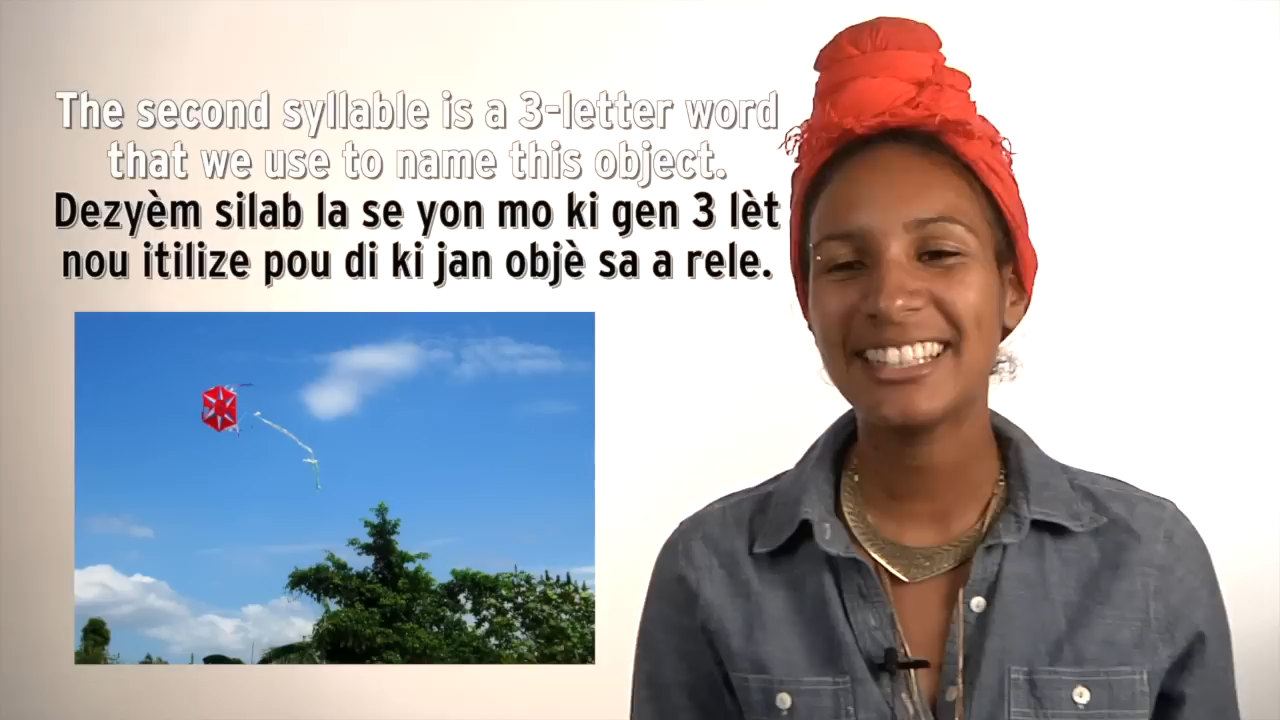 The second syllable is a 3-letter word
that we use to name this object.
Dezyèm silab la se yon mo ki gen 3 lèt
nou itilize pou di ki jan objè sa a rele.